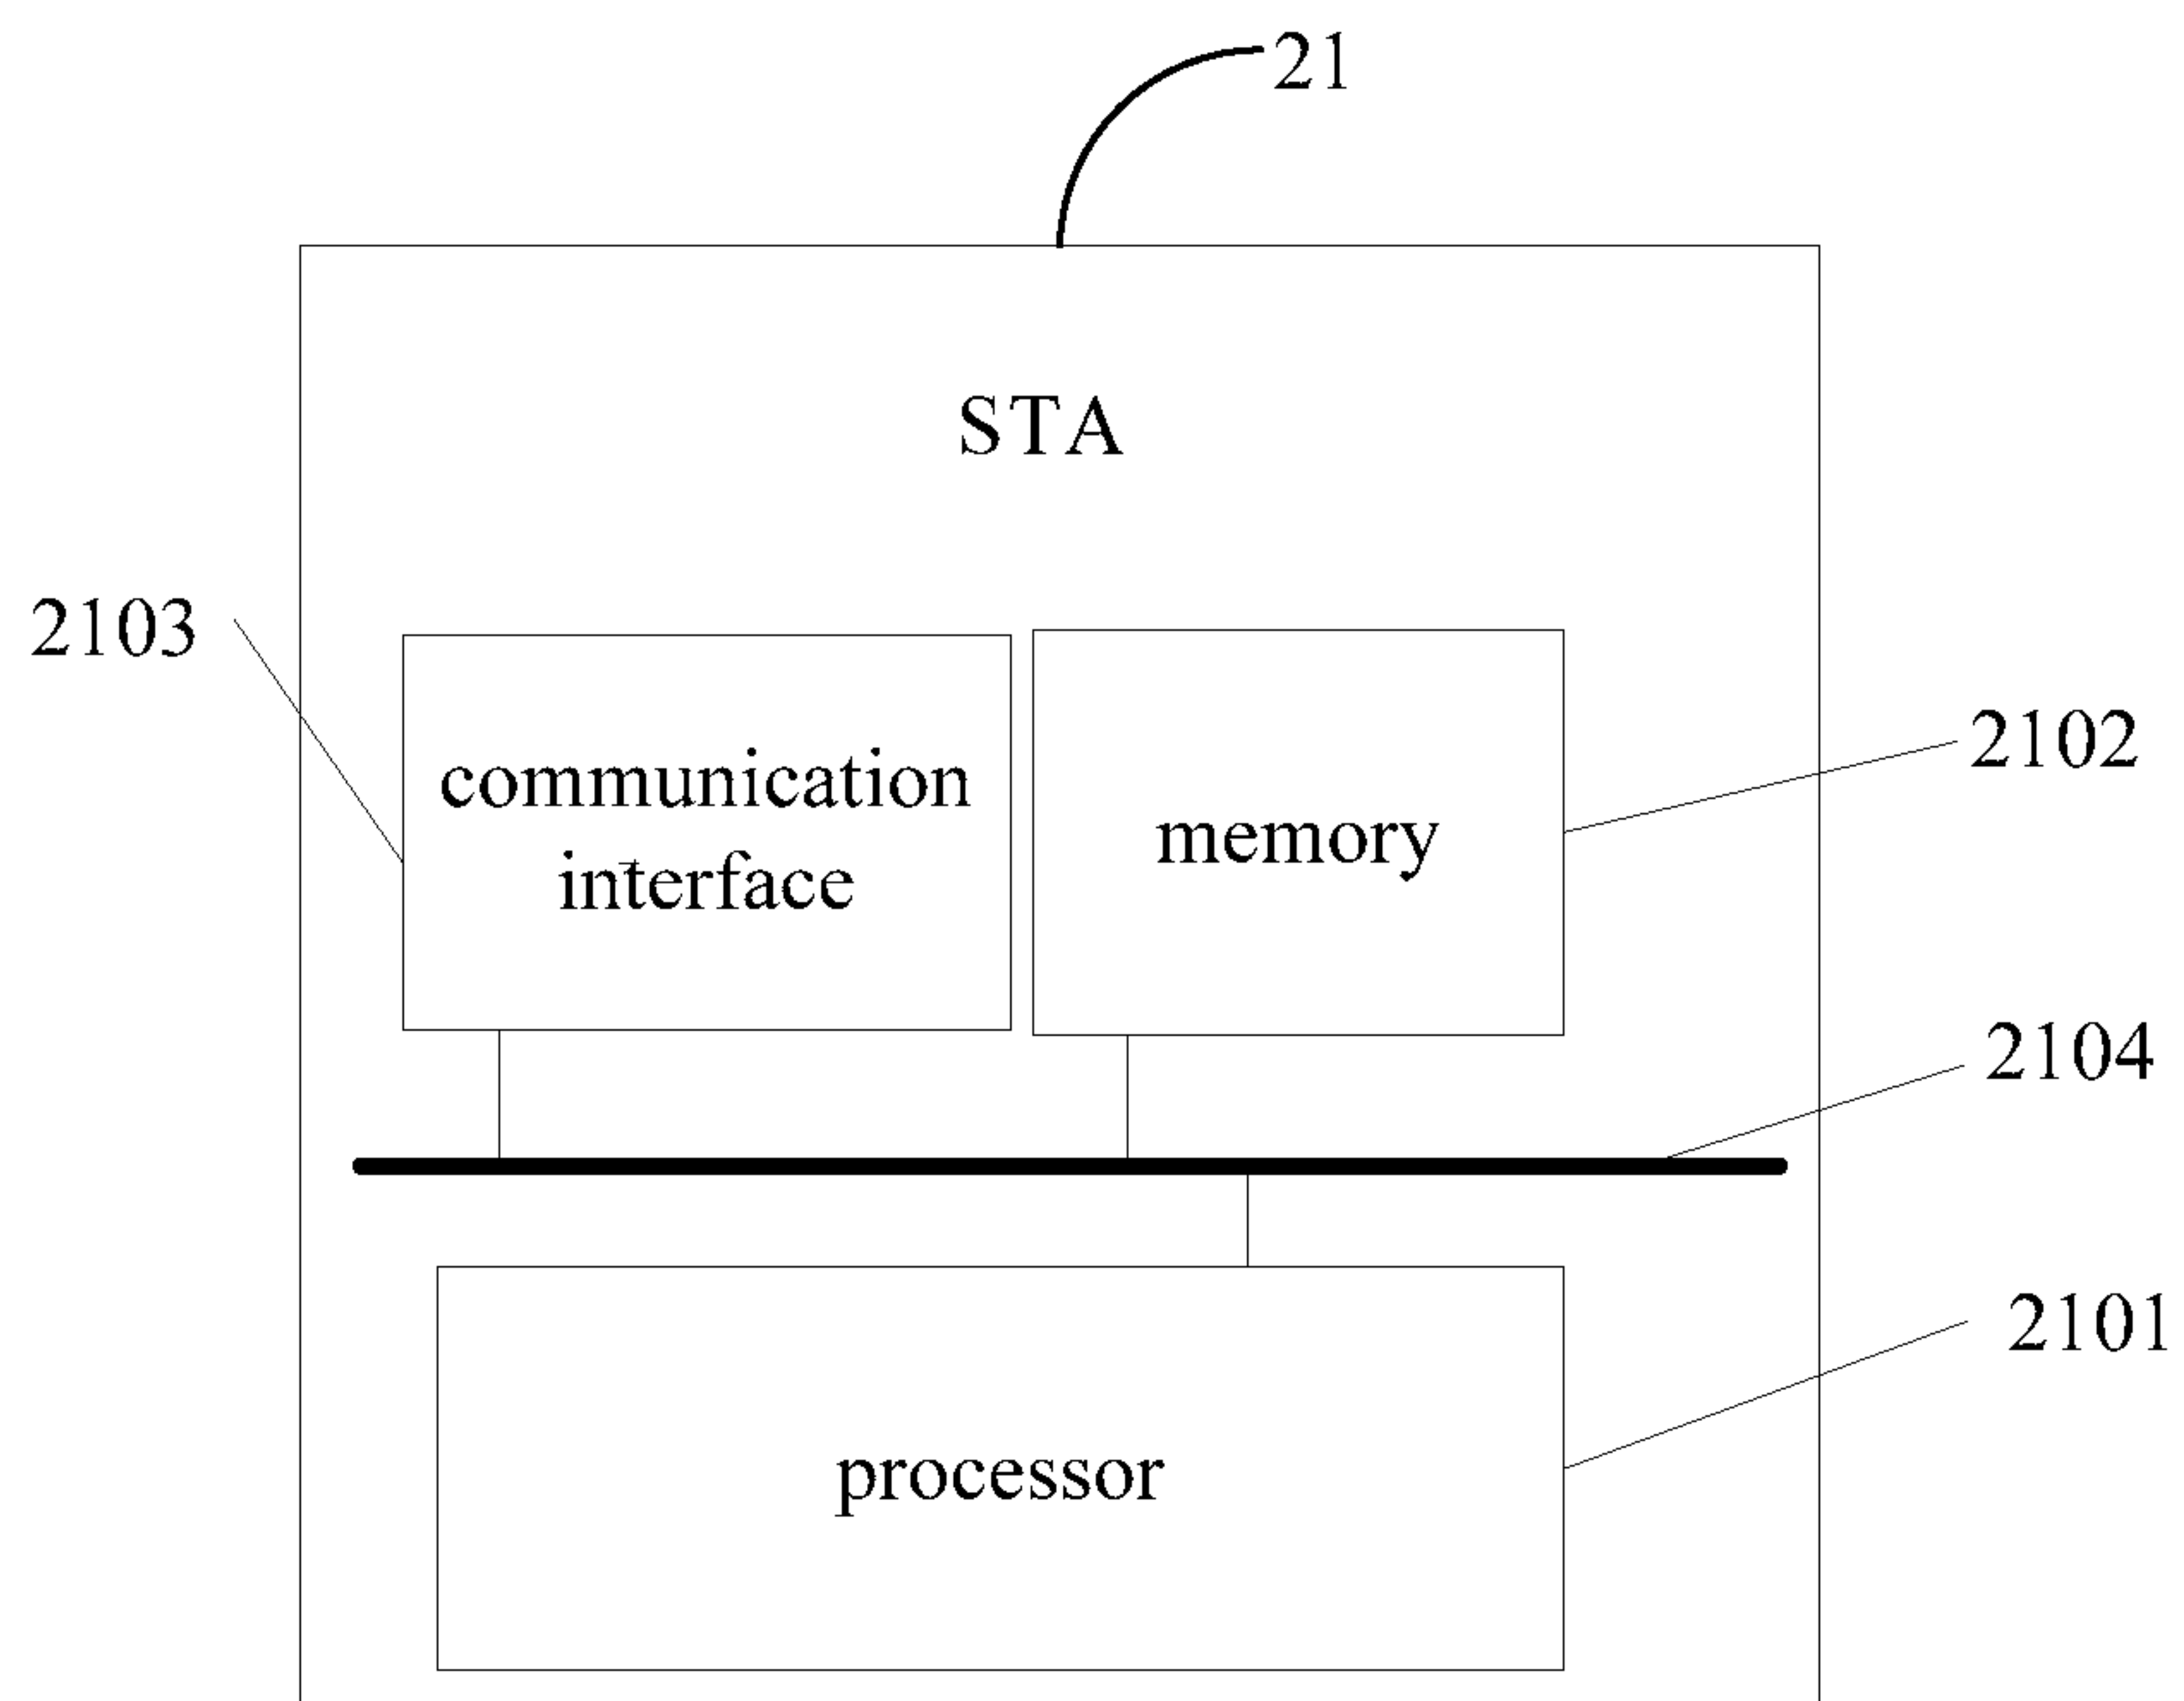 21
STA
2103
communication
interface
memory
2102
2104
2101
processor